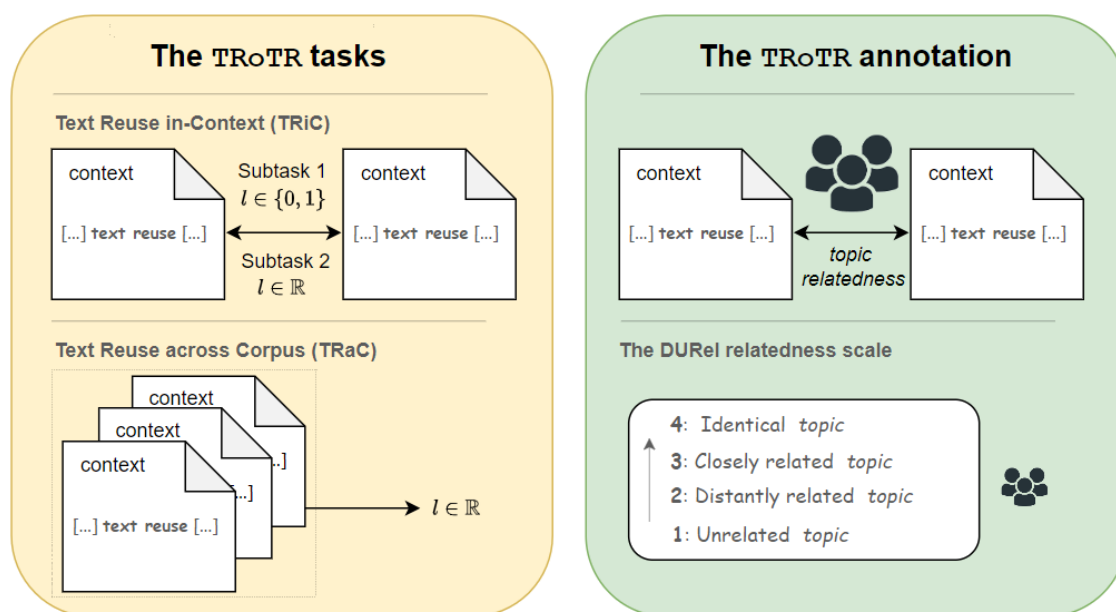 The TRoTR tasks
Text Reuse in-Context (TRiC)
context
[...] text reuse [...]
Subtask 1
l ∈ {0, 1}
Subtask 2
l ∈ ℝ
context
[...] text reuse [...]
Text Reuse across Corpus (TRaC)
context
context
...]
context
...]
[...] text reuse [...]
l ∈ ℝ
The TRoTR annotation
context
[...] text reuse [...]
topic
relatedness
context
[...] text reuse [...]
The DURel relatedness scale
4: Identical topic
3: Closely related topic
2: Distantly related topic
1: Unrelated topic